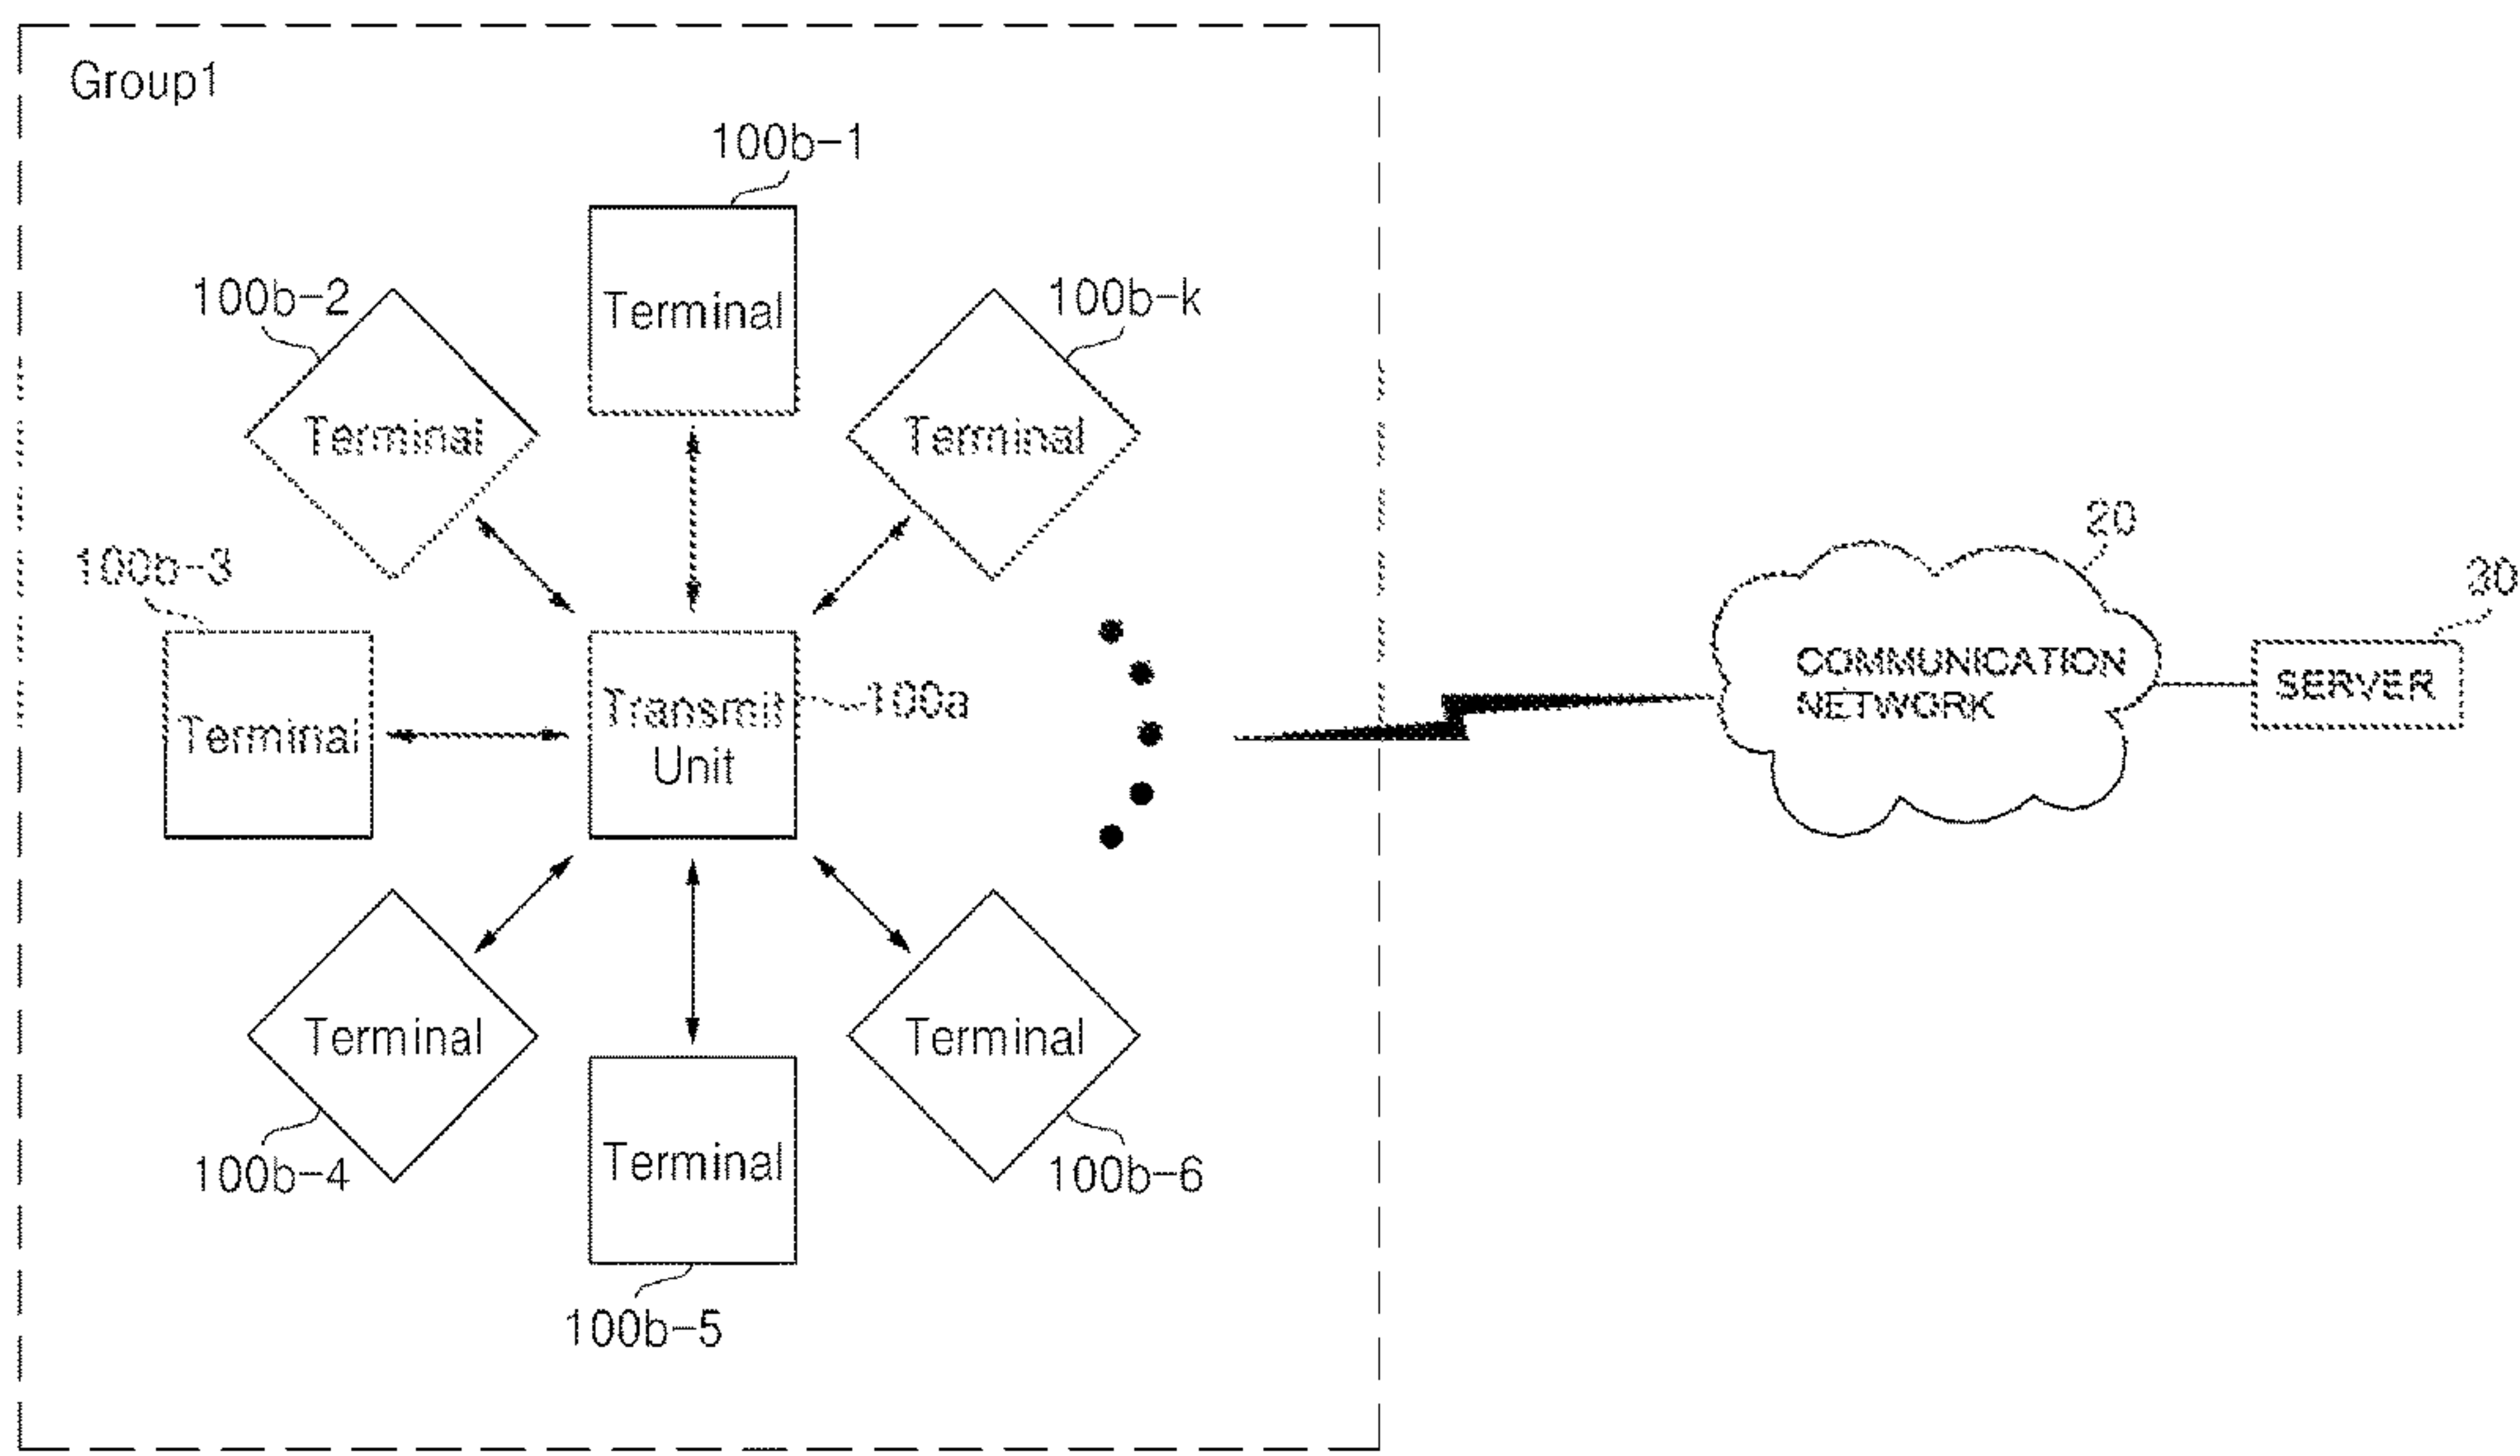 Group1
100b-1
Terminal
100b-2
Terminal
100b-k
Terminal
100b-3
Terminal
Transmit
Unit
100a
20
COMMUNICATION
NETWORK
20
SERVER
Terminal
100b-4
Terminal
100b-5
Terminal
100b-6